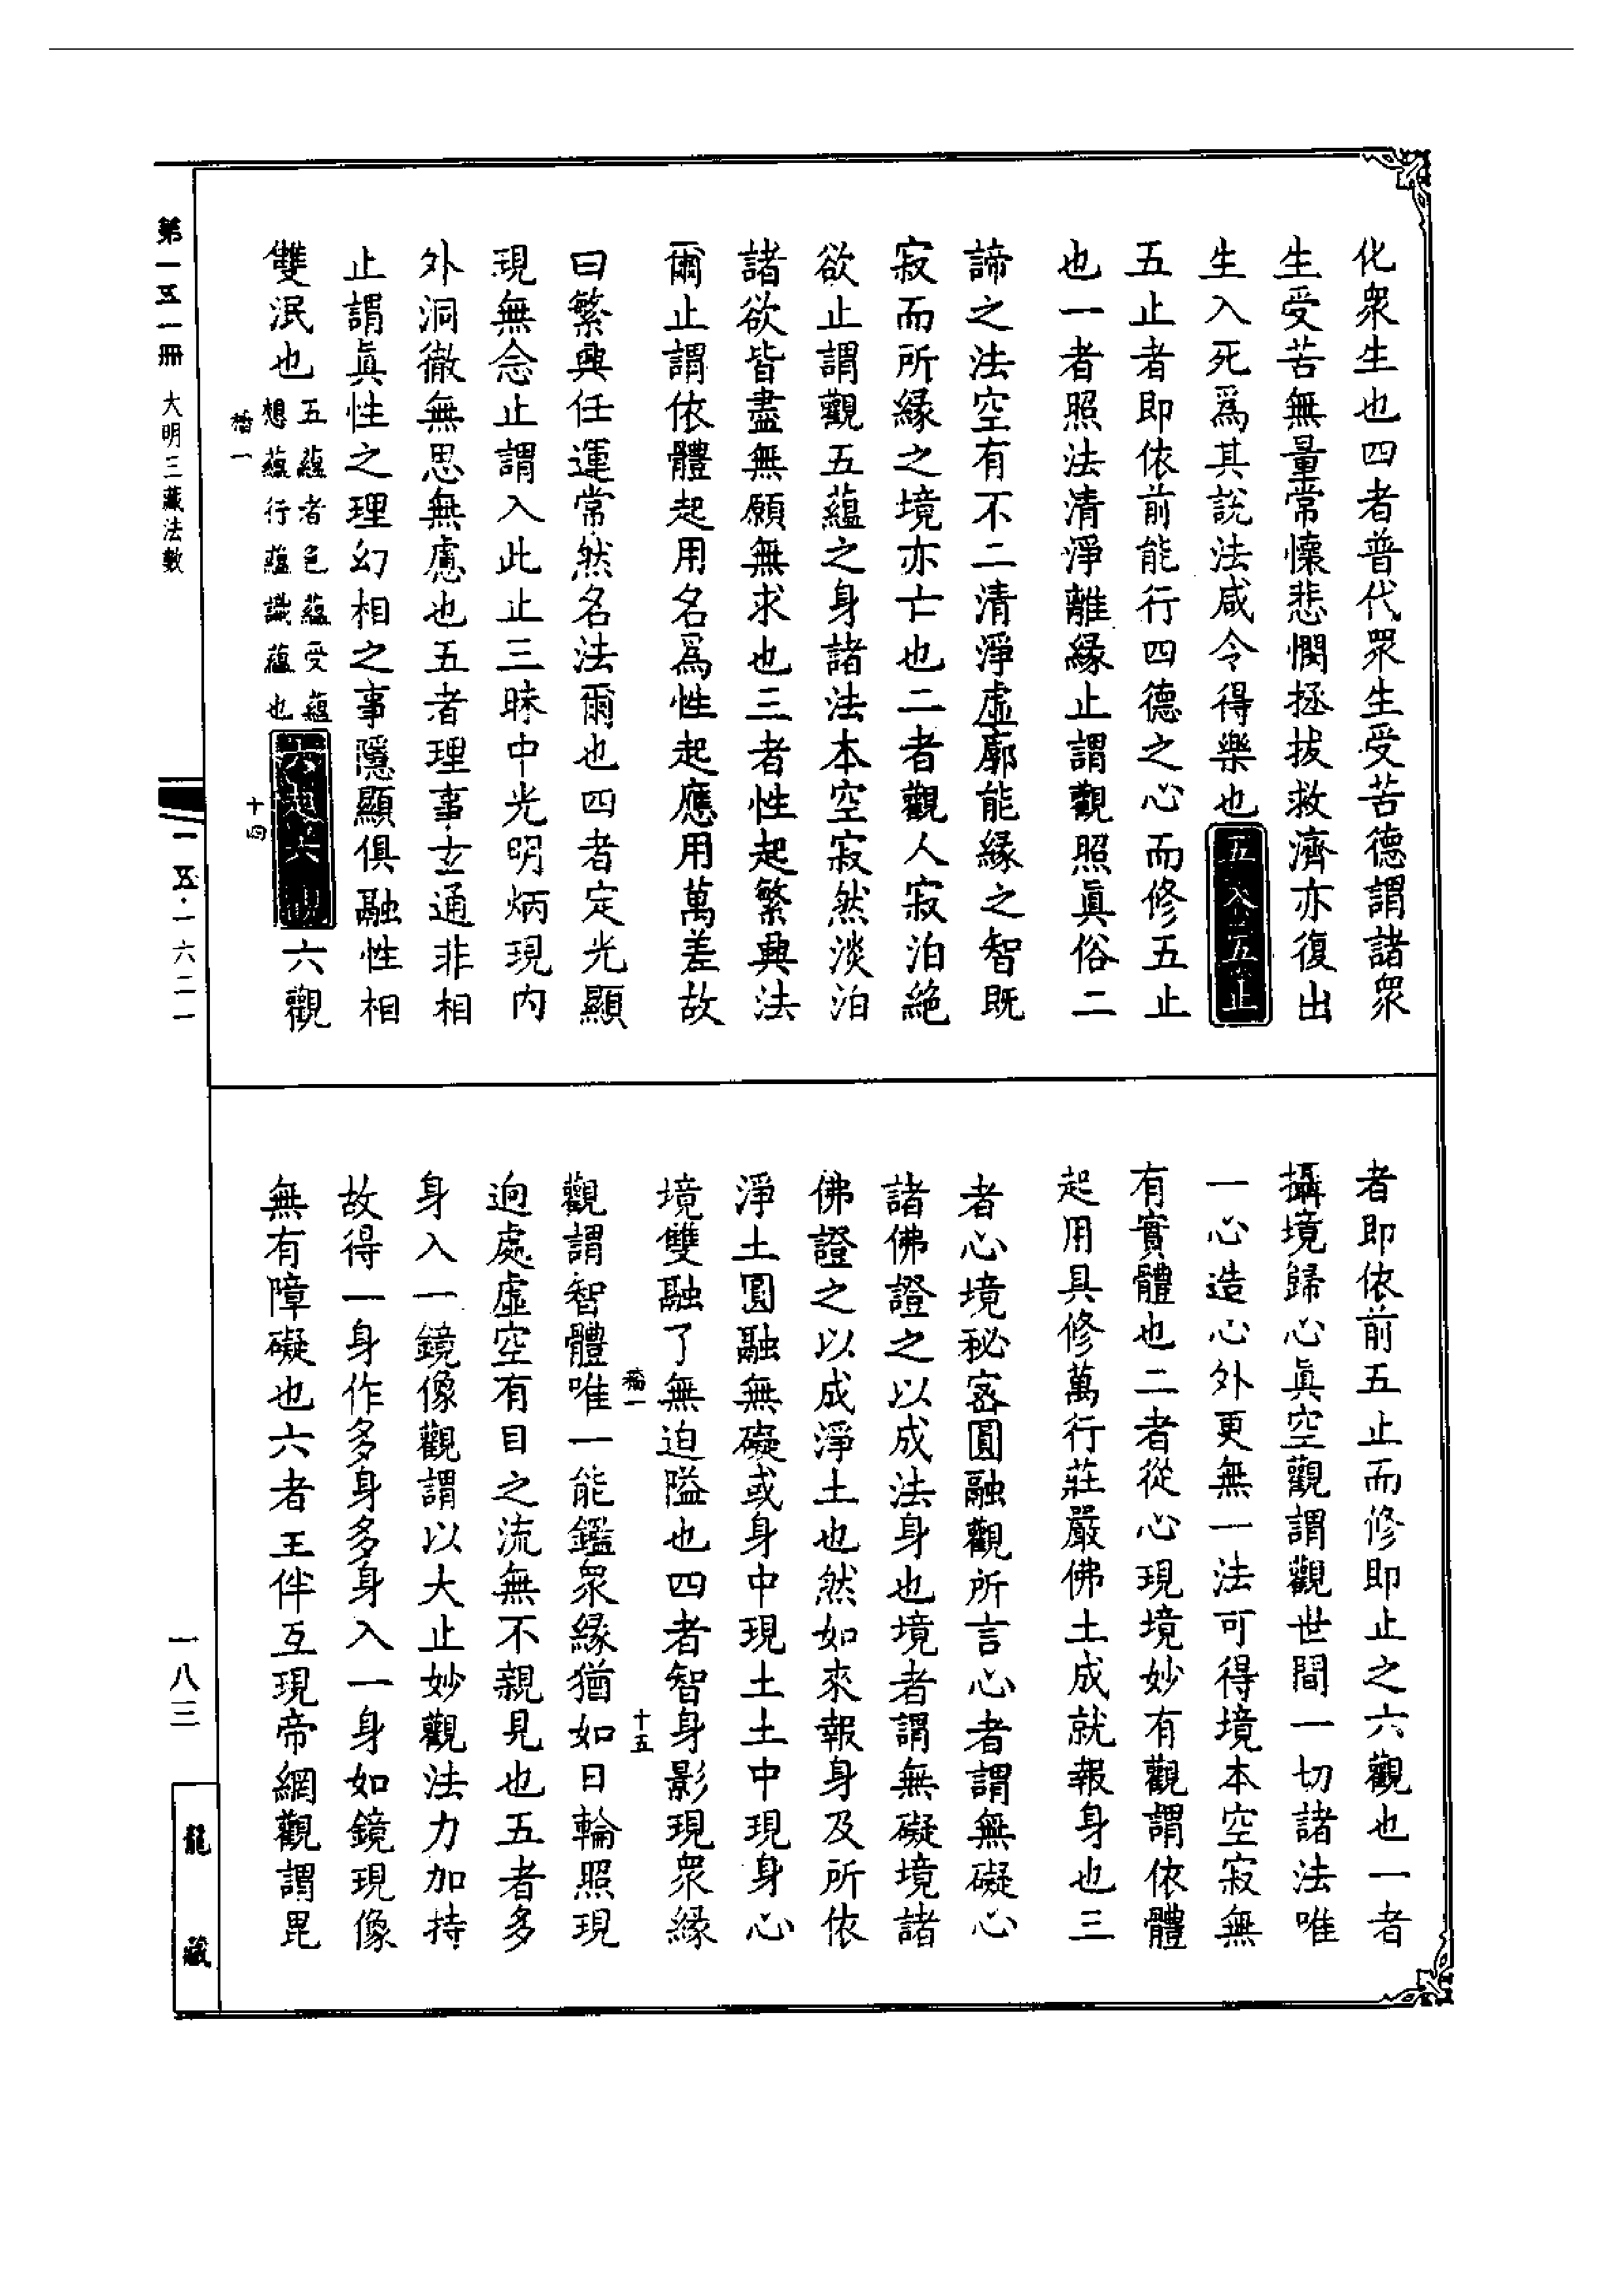 化衆生也四者普代衆生受苦德謂諸衆
生受苦無量常懷悲憫拯拔救濟亦復出
生入死爲其說法咸令得樂也五入五止
五止者即依前能行四德之心而修五止
也一者照法清淨離緣止謂觀照眞俗二
諦之法空有不二清淨虛廓能緣之智既
寂而所緣之境亦亡也二者觀人寂泊絕
欲止謂觀五蘊之身諸法本空寂然淡泊
諸欲皆盡無願無求也三者性起繁興法
爾止謂依體起用名爲性起應用萬差故
曰繁興任運常然名法爾也四者定光顯
現無念止謂入此止三昧中光明炳現內
外洞徹無思無慮也五者理事玄通非相
止謂眞性之理幻相之事隱顯俱融性相
雙泯也
五蘊者色蘊受蘊
想蘊行蘊識蘊也
六起六觀六觀
十四
第一五一冊 大明三藏法數
一五·一六二一
者即依前五止而修即止之六觀也一者
攝境歸心眞空觀謂觀世間一切諸法唯
一心造心外更無一法可得境本空寂無
有實體也二者從心現境妙有觀謂依體
起用具修萬行莊嚴佛土成就報身也三
者心境秘密圓融觀所言心者謂無礙心
諸佛證之以成法身也境者謂無礙境諸
佛證之以成淨土也然如來報身及所依
淨土圓融無礙或身中現土土中現身心
境雙融了無迫隘也四者智身影現衆緣
十五
觀謂智體唯一能鑑衆緣猶如日輪照現
逈處虛空有目之流無不親見也五者多
身入一鏡像觀謂以大止妙觀法力加持
故得一身作多身多身入一身如鏡現像
無有障礙也六者主伴互現帝網觀謂毘
一八三
龍藏